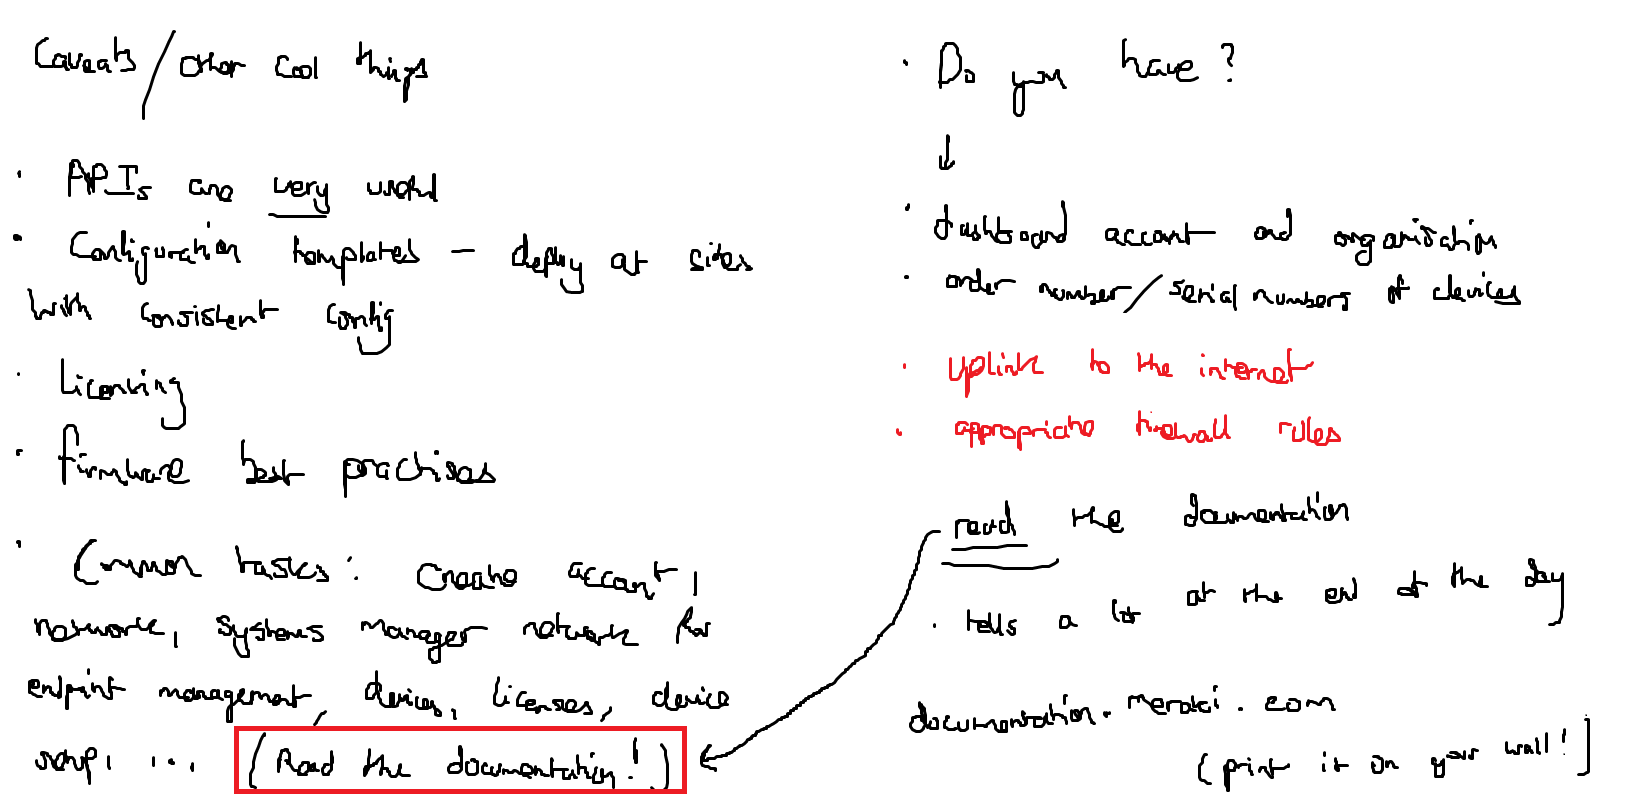 Caveats / other cool things
· APIs are very useful
· Configuration templates – deploy at sites
with consistent config
· Licensing
· firmware best practises
· Common tasks: Create account,
network, systems manager network for
endpoint management, devices, licenses, device
setup, ... (Read the documentation!)
· Do you have?
↓
· dashboard account and organisation
· order number/serial numbers of devices
· uplink to the internet
· appropriate firewall rules
read the documentation
· tells a lot at the end of the day
documentation.meraki.com
(print it on your wall!)